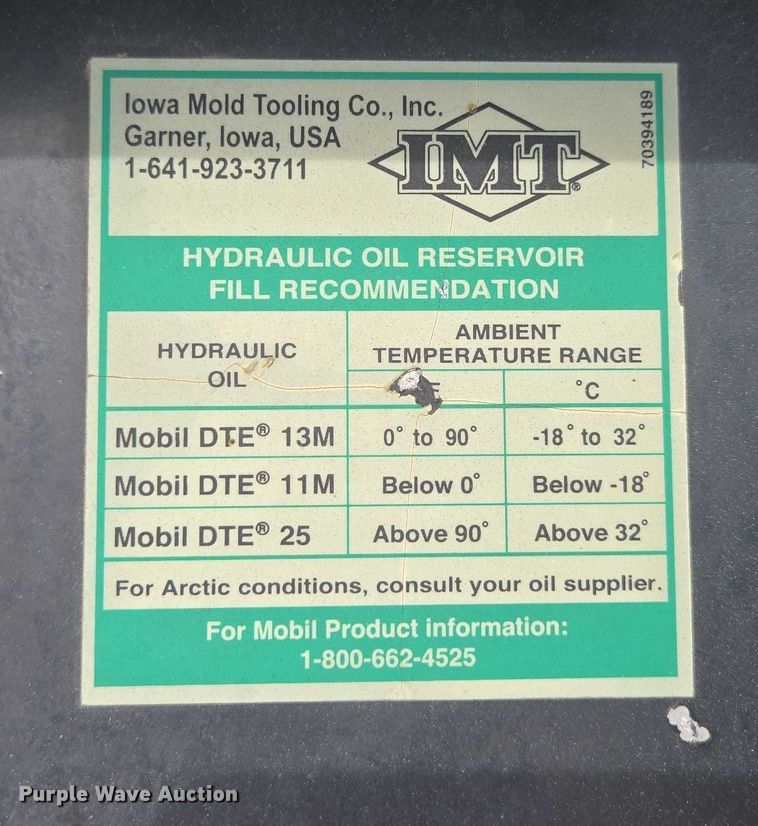 Iowa Mold Tooling Co., Inc.
Garner, Iowa, USA
1-641-923-3711
IMT®
70394189
HYDRAULIC OIL RESERVOIR
FILL RECOMMENDATION
HYDRAULIC
OIL
AMBIENT
TEMPERATURE RANGE
°C
Mobil DTE® 13M 0° to 90° -18° to 32°
Mobil DTE® 11M Below 0° Below -18°
Mobil DTE® 25 Above 90° Above 32°
For Arctic conditions, consult your oil supplier.
For Mobil Product information:
1-800-662-4525
Purple Wave Auction